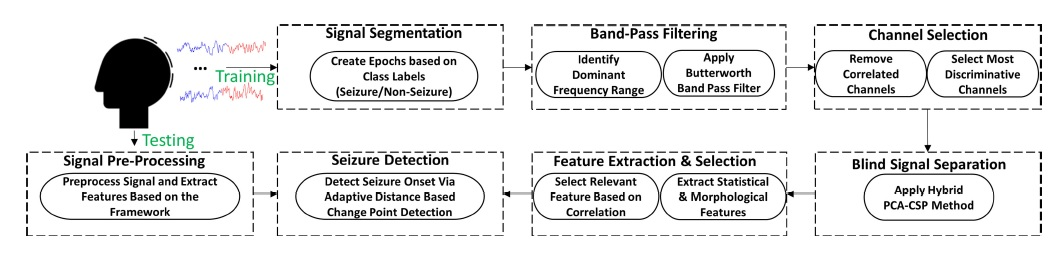 Signal Segmentation
Create Epochs based on
Class Labels
(Seizure/Non-Seizure)
Band-Pass Filtering
Identify
Dominant
Frequency Range
Apply
Butterworth
Band Pass Filter
Channel Selection
Remove
Correlated
Channels
Select Most
Discriminative
Channels
...
Training
Testing
Signal Pre-Processing
Preprocess Signal and Extract
Features Based on the
Framework
Seizure Detection
Detect Seizure Onset Via
Adaptive Distance Based
Change Point Detection
Feature Extraction & Selection
Select Relevant
Feature Based on
Correlation
Extract Statistical
& Morphological
Features
Blind Signal Separation
Apply Hybrid
PCA-CSP Method